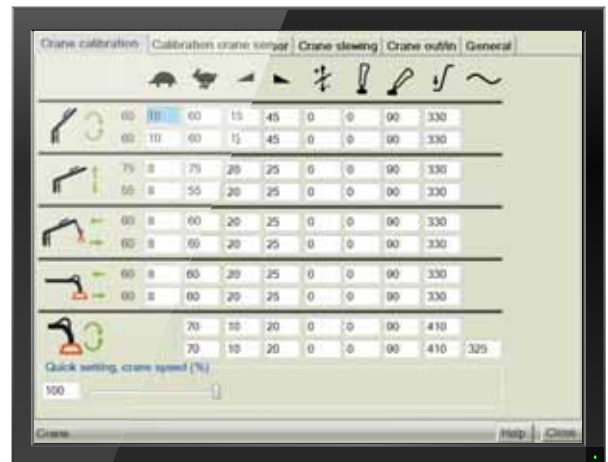 Crane calibration Calibration crane sensor Crane slewing Crane out/in General
60 10 60 15 45 0 0 90 330
60 10 60 15 45 0 0 90 330
75 8 75 20 25 0 0 90 330
55 8 55 20 25 0 0 90 330
60 8 60 20 25 0 0 90 330
60 8 60 20 25 0 0 90 330
60 8 60 20 25 0 0 90 330
60 8 60 20 25 0 0 90 330
70 10 20 0 0 90 410
70 10 20 0 0 90 410 325
Quick setting, crane speed (%)
100
Crane Help Close